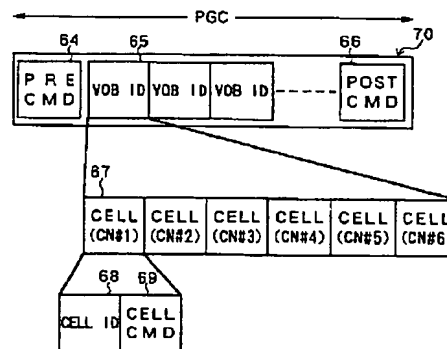 PGC
64 65 66 70
PRE CMD VOB ID VOB ID VOB ID POST CMD
67
CELL (CN#1) CELL (CN#2) CELL (CN#3) CELL (CN#4) CELL (CN#5) CELL (CN#6)
68 69
CELL ID CELL CMD